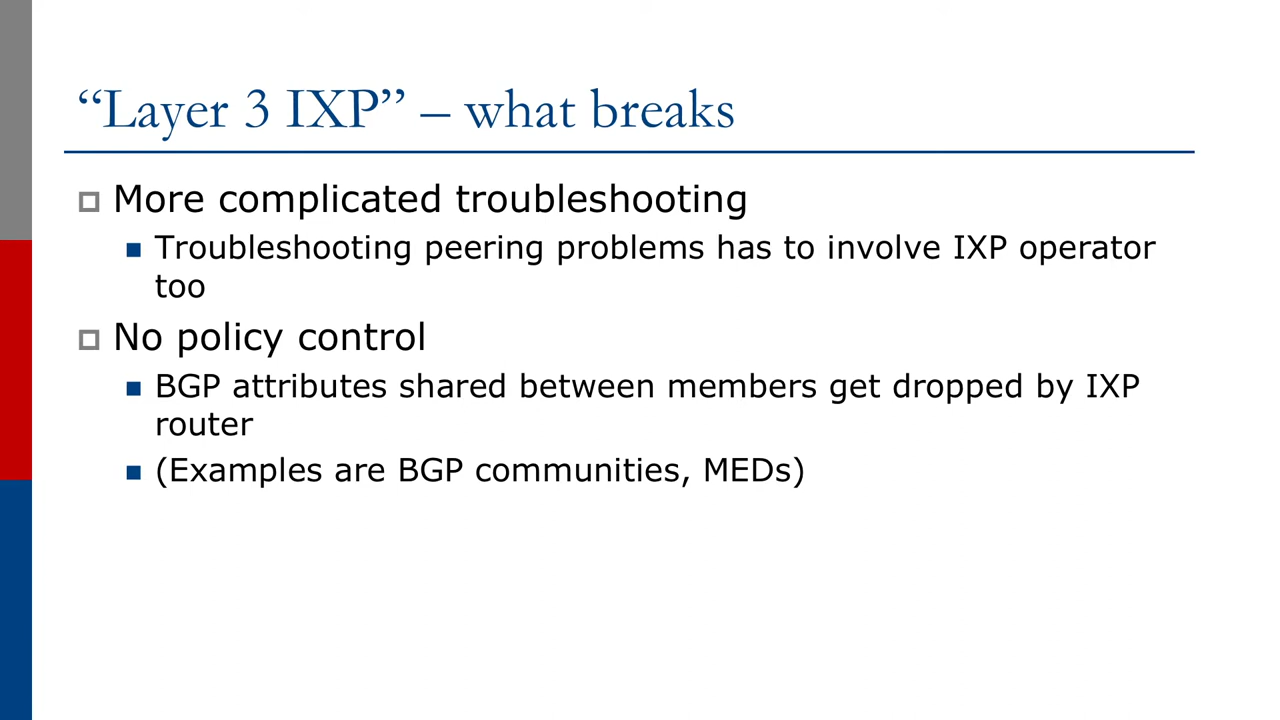 “Layer 3 IXP” – what breaks
More complicated troubleshooting
Troubleshooting peering problems has to involve IXP operator
too
No policy control
BGP attributes shared between members get dropped by IXP
router
(Examples are BGP communities, MEDs)